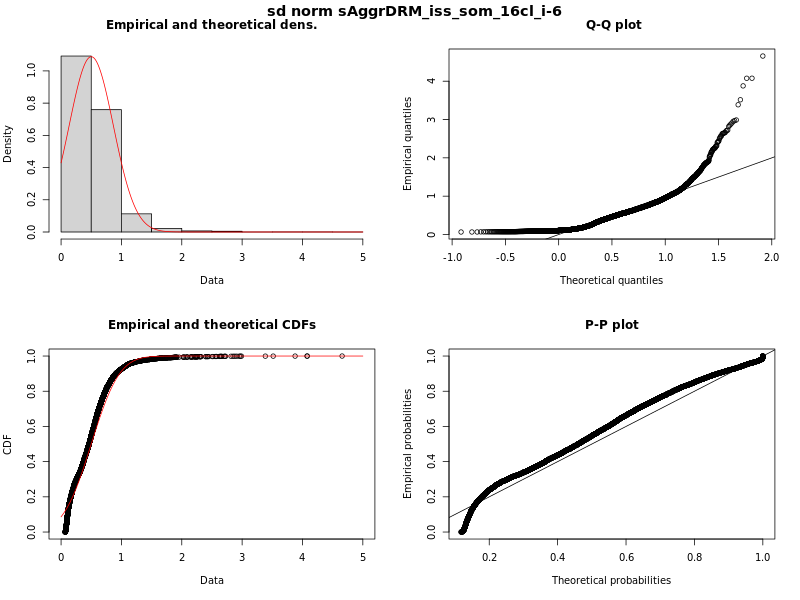 sd norm sAggrDRM_iss_som_16cl_i-6
Empirical and theoretical dens.
Density
0.0 0.2 0.4 0.6 0.8 1.0
0 1 2 3 4 5
Data
Q-Q plot
Empirical quantiles
0 1 2 3 4
-1.0 -0.5 0.0 0.5 1.0 1.5 2.0
Theoretical quantiles
Empirical and theoretical CDFs
CDF
0.0 0.2 0.4 0.6 0.8 1.0
0 1 2 3 4 5
Data
P-P plot
Empirical probabilities
0.0 0.2 0.4 0.6 0.8 1.0
0.2 0.4 0.6 0.8 1.0
Theoretical probabilities